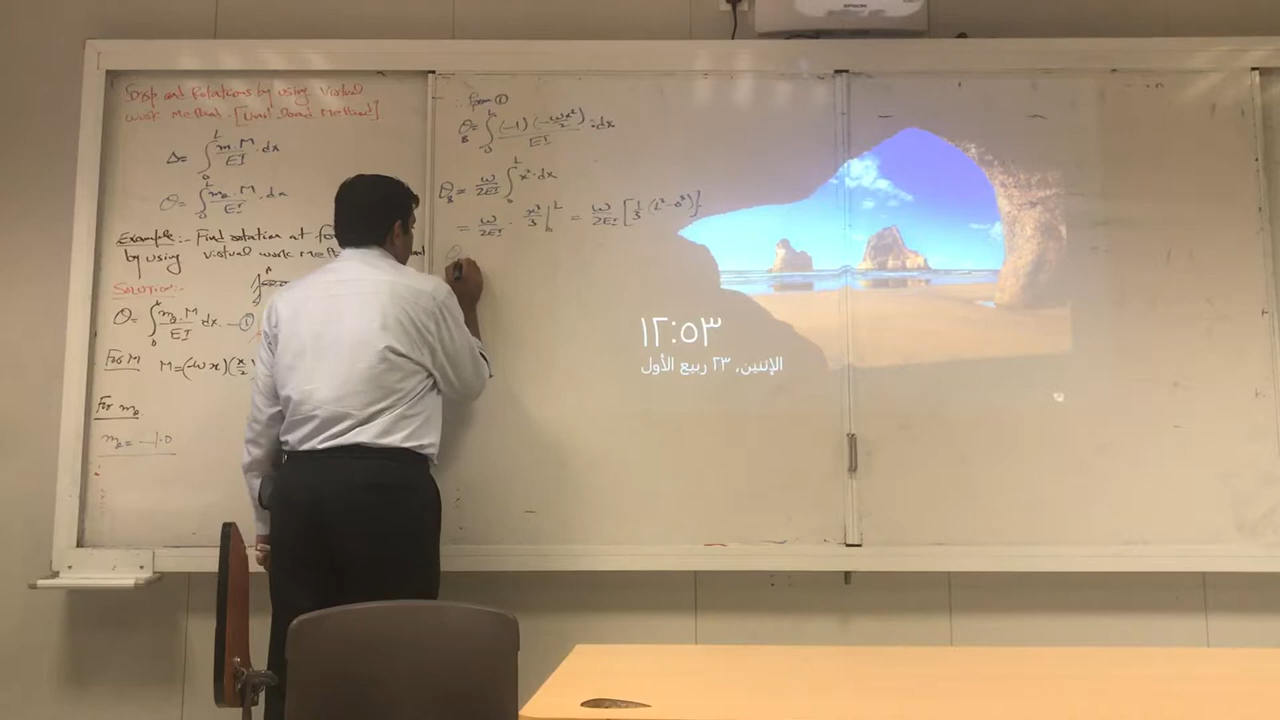 Disp and Rotations by using Virtual
Work Method. [Unit Load Method]
Δ = ∫₀ᴸ m·M/EI · dx
θ = ∫₀ᴸ mθ·M/EI · dx
Example:- Find rotation at
by using Virtual work
Solution:-
θ = ∫₀ᴸ mθ·M/EI dx — ①
For M M = (-wx)(x/2)
For mθ
mθ = -1.0
∴ from ①
θB = ∫₀ᴸ (-1)(-wx²/2)/EI · dx
θB = w/2EI ∫₀ᴸ x²·dx
= w/2EI · x³/3 |₀ᴸ = w/2EI [1/3 (L³-0³)]
θ
EPSON
١٢:٥٣
الإثنين, ٢٣ ربيع الأول